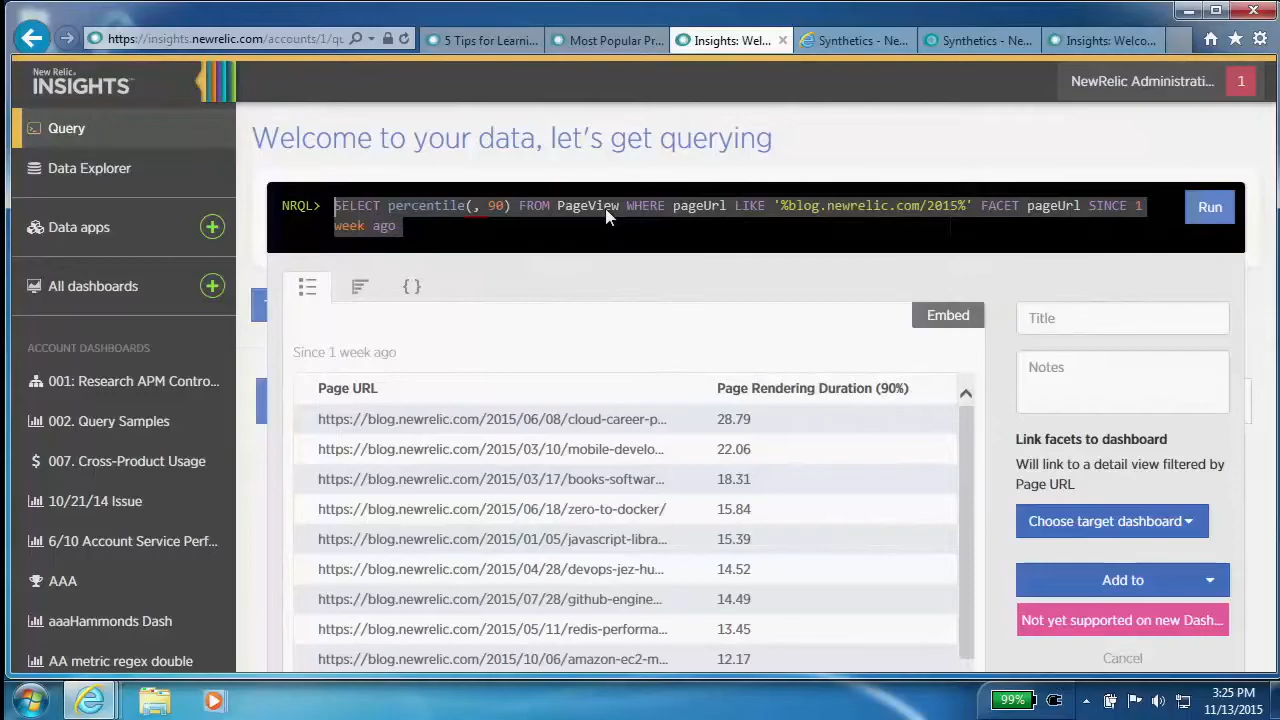 https://insights.newrelic.com/accounts/1/qu
5 Tips for Learni...
Most Popular Pr...
Insights: Wel...
Synthetics - Ne...
Synthetics - Ne...
Insights: Welco...
New Relic
INSIGHTS
NewRelic Administrati...
1
Query
Data Explorer
Data apps
All dashboards
ACCOUNT DASHBOARDS
001: Research APM Contro...
002. Query Samples
007. Cross-Product Usage
10/21/14 Issue
6/10 Account Service Perf...
AAA
aaaHammonds Dash
AA metric regex double
Welcome to your data, let's get querying
NRQL> SELECT percentile(, 90) FROM PageView WHERE pageUrl LIKE '%blog.newrelic.com/2015%' FACET pageUrl SINCE 1
week ago
Run
{ }
Embed
Since 1 week ago
Page URL Page Rendering Duration (90%)
https://blog.newrelic.com/2015/06/08/cloud-career-p... 28.79
https://blog.newrelic.com/2015/03/10/mobile-develo... 22.06
https://blog.newrelic.com/2015/03/17/books-softwar... 18.31
https://blog.newrelic.com/2015/06/18/zero-to-docker/ 15.84
https://blog.newrelic.com/2015/01/05/javascript-libra... 15.39
https://blog.newrelic.com/2015/04/28/devops-jez-hu... 14.52
https://blog.newrelic.com/2015/07/28/github-engine... 14.49
https://blog.newrelic.com/2015/05/11/redis-performa... 13.45
https://blog.newrelic.com/2015/10/06/amazon-ec2-m... 12.17
Title
Notes
Link facets to dashboard
Will link to a detail view filtered by
Page URL
Choose target dashboard
Add to
Not yet supported on new Dash...
Cancel
99%
3:25 PM
11/13/2015